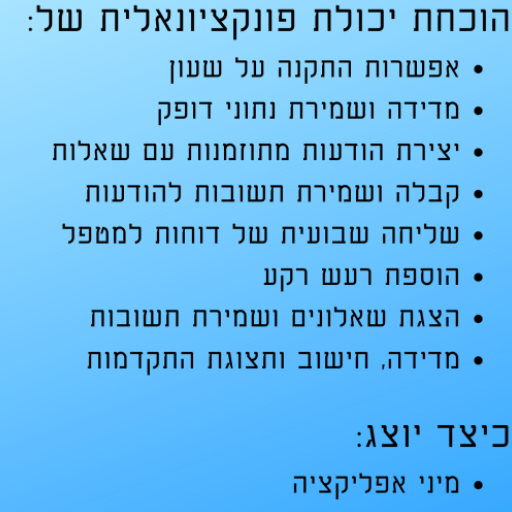 הוכחת יכולת פונקציונאלית של:
• אפשרות התקנה על שעון
• מדידה ושמירת נתוני דופק
• יצירת הודעות מתוזמנות עם שאלות
• קבלה ושמירת תשובות להודעות
• שליחה שבועית של דוחות למטפל
• הוספת רעש רקע
• הצגת שאלונים ושמירת תשובות
• מדידה, חישוב ותצוגת התקדמות
כיצד יוצג:
• מיני אפליקציה